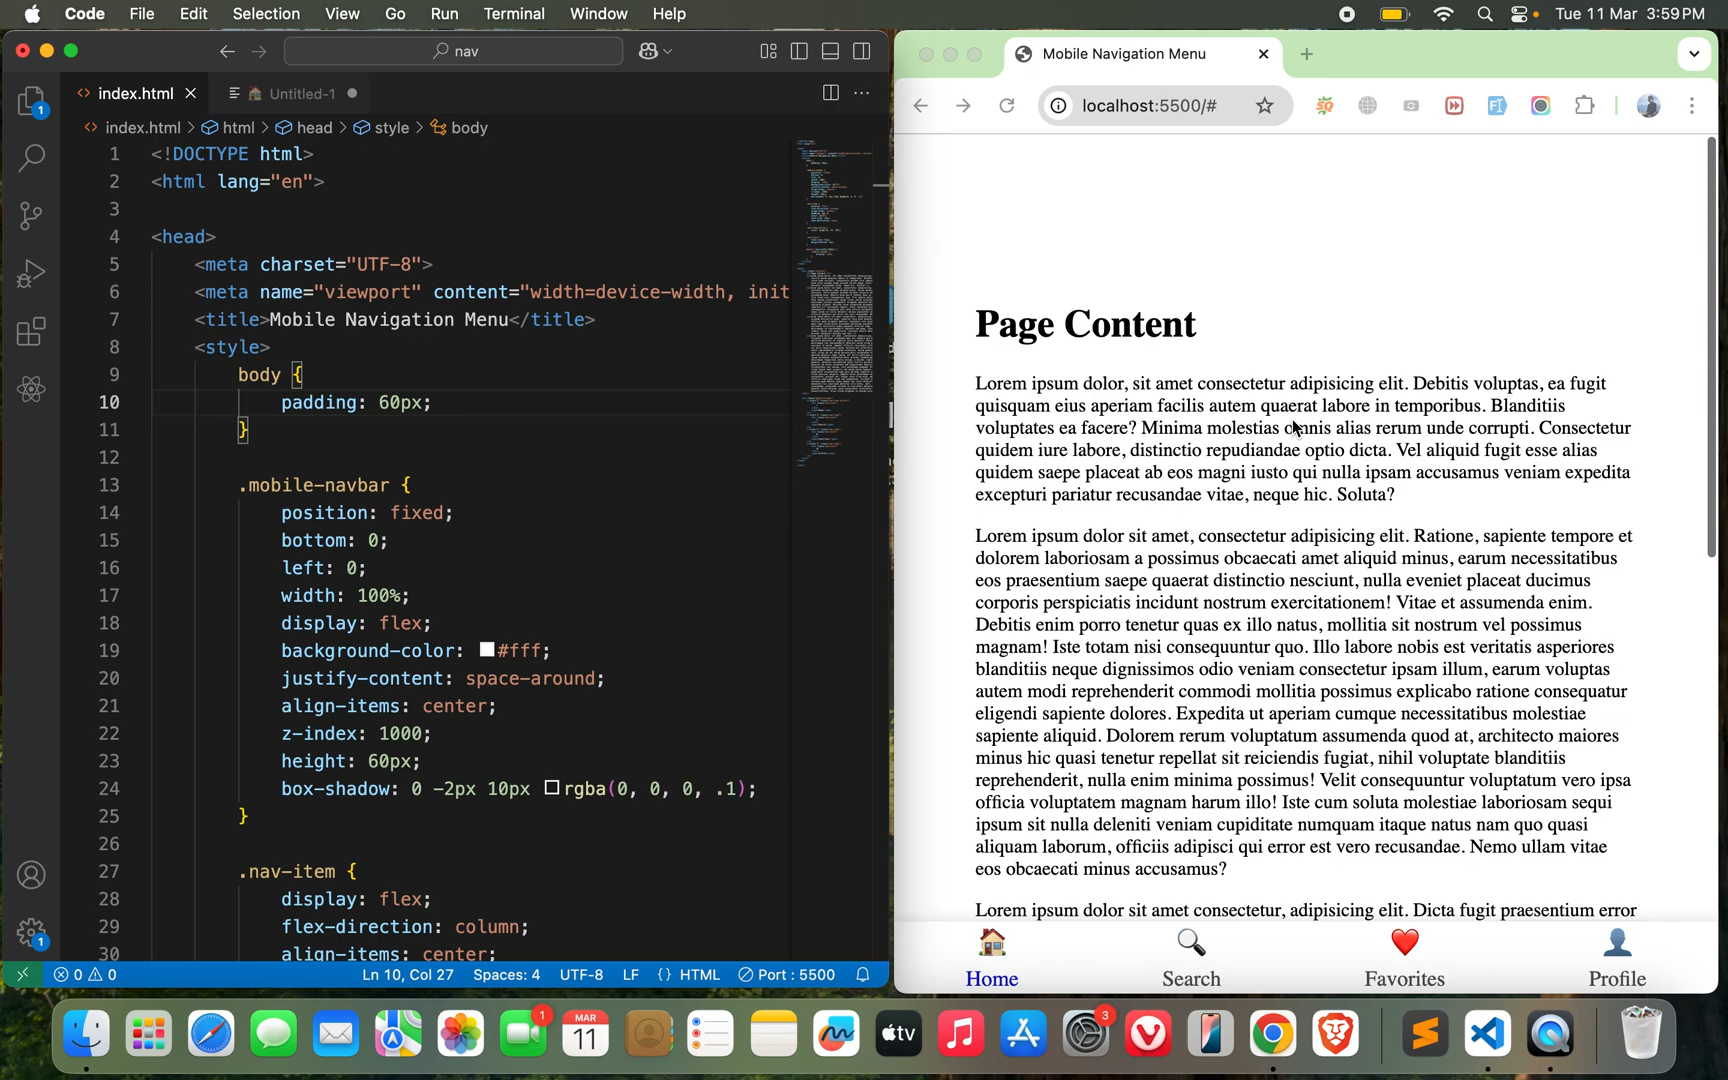 Code File Edit Selection View Go Run Terminal Window Help Tue 11 Mar 3:59 PM
nav
index.html Untitled-1
index.html > html > head > style > body
1 <!DOCTYPE html>
2 <html lang="en">
3
4 <head>
5 <meta charset="UTF-8">
6 <meta name="viewport" content="width=device-width, init
7 <title>Mobile Navigation Menu</title>
8 <style>
9 body {
10 padding: 60px;
11 }
12
13 .mobile-navbar {
14 position: fixed;
15 bottom: 0;
16 left: 0;
17 width: 100%;
18 display: flex;
19 background-color: #fff;
20 justify-content: space-around;
21 align-items: center;
22 z-index: 1000;
23 height: 60px;
24 box-shadow: 0 -2px 10px rgba(0, 0, 0, .1);
25 }
26
27 .nav-item {
28 display: flex;
29 flex-direction: column;
30 align-items: center;
1
1
0 0 Ln 10, Col 27 Spaces: 4 UTF-8 LF {} HTML Port : 5500
Mobile Navigation Menu
localhost:5500/#
Page Content
Lorem ipsum dolor, sit amet consectetur adipisicing elit. Debitis voluptas, ea fugit
quisquam eius aperiam facilis autem quaerat labore in temporibus. Blanditiis
voluptates ea facere? Minima molestias omnis alias rerum unde corrupti. Consectetur
quidem iure labore, distinctio repudiandae optio dicta. Vel aliquid fugit esse alias
quidem saepe placeat ab eos magni iusto qui nulla ipsam accusamus veniam expedita
excepturi pariatur recusandae vitae, neque hic. Soluta?
Lorem ipsum dolor sit amet, consectetur adipisicing elit. Ratione, sapiente tempore et
dolorem laboriosam a possimus obcaecati amet aliquid minus, earum necessitatibus
eos praesentium saepe quaerat distinctio nesciunt, nulla eveniet placeat ducimus
corporis perspiciatis incidunt nostrum exercitationem! Vitae et assumenda enim.
Debitis enim porro tenetur quas ex illo natus, mollitia sit nostrum vel possimus
magnam! Iste totam nisi consequuntur quo. Illo labore nobis est veritatis asperiores
blanditiis neque dignissimos odio veniam consectetur ipsam illum, earum voluptas
autem modi reprehenderit commodi mollitia possimus explicabo ratione consequatur
eligendi sapiente dolores. Expedita ut aperiam cumque necessitatibus molestiae
sapiente aliquid. Dolorem rerum voluptatum assumenda quod at, architecto maiores
minus hic quasi tenetur repellat sit reiciendis fugiat, nihil voluptate blanditiis
reprehenderit, nulla enim minima possimus! Velit consequuntur voluptatum vero ipsa
officia voluptatem magnam harum illo! Iste cum soluta molestiae laboriosam sequi
ipsum sit nulla deleniti veniam cupiditate numquam itaque natus nam quo quasi
aliquam laborum, officiis adipisci qui error est vero recusandae. Nemo ullam vitae
eos obcaecati minus accusamus?
Lorem ipsum dolor sit amet consectetur, adipisicing elit. Dicta fugit praesentium error
Home Search Favorites Profile
1 MAR 11 tv 3